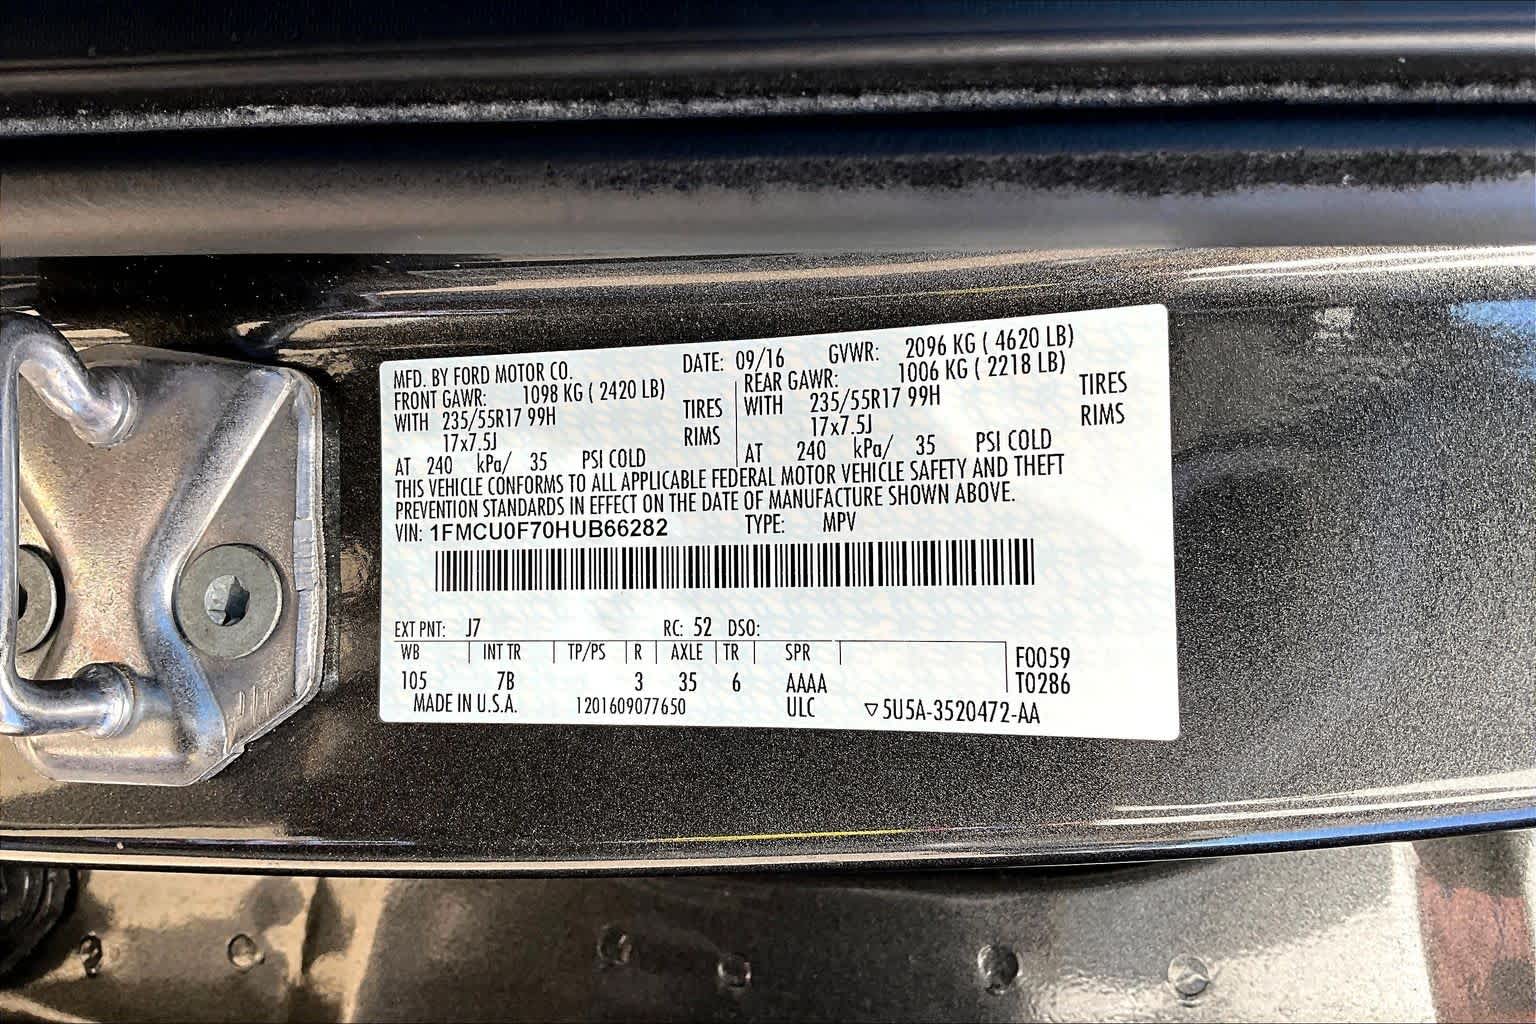 MFD. BY FORD MOTOR CO. DATE: 09/16 GVWR: 2096 KG ( 4620 LB)
FRONT GAWR: 1098 KG ( 2420 LB) REAR GAWR: 1006 KG ( 2218 LB)
WITH 235/55R17 99H TIRES WITH 235/55R17 99H TIRES
17x7.5J RIMS 17x7.5J RIMS
AT 240 kPa/ 35 PSI COLD AT 240 kPa/ 35 PSI COLD
THIS VEHICLE CONFORMS TO ALL APPLICABLE FEDERAL MOTOR VEHICLE SAFETY AND THEFT
PREVENTION STANDARDS IN EFFECT ON THE DATE OF MANUFACTURE SHOWN ABOVE.
VIN: 1FMCU0F70HUB66282 TYPE: MPV
EXT PNT: J7 RC: 52 DSO:
WB INT TR TP/PS R AXLE TR SPR F0059
105 7B 3 35 6 AAAA T0286
MADE IN U.S.A. 1201609077650 ULC ▽5U5A-3520472-AA